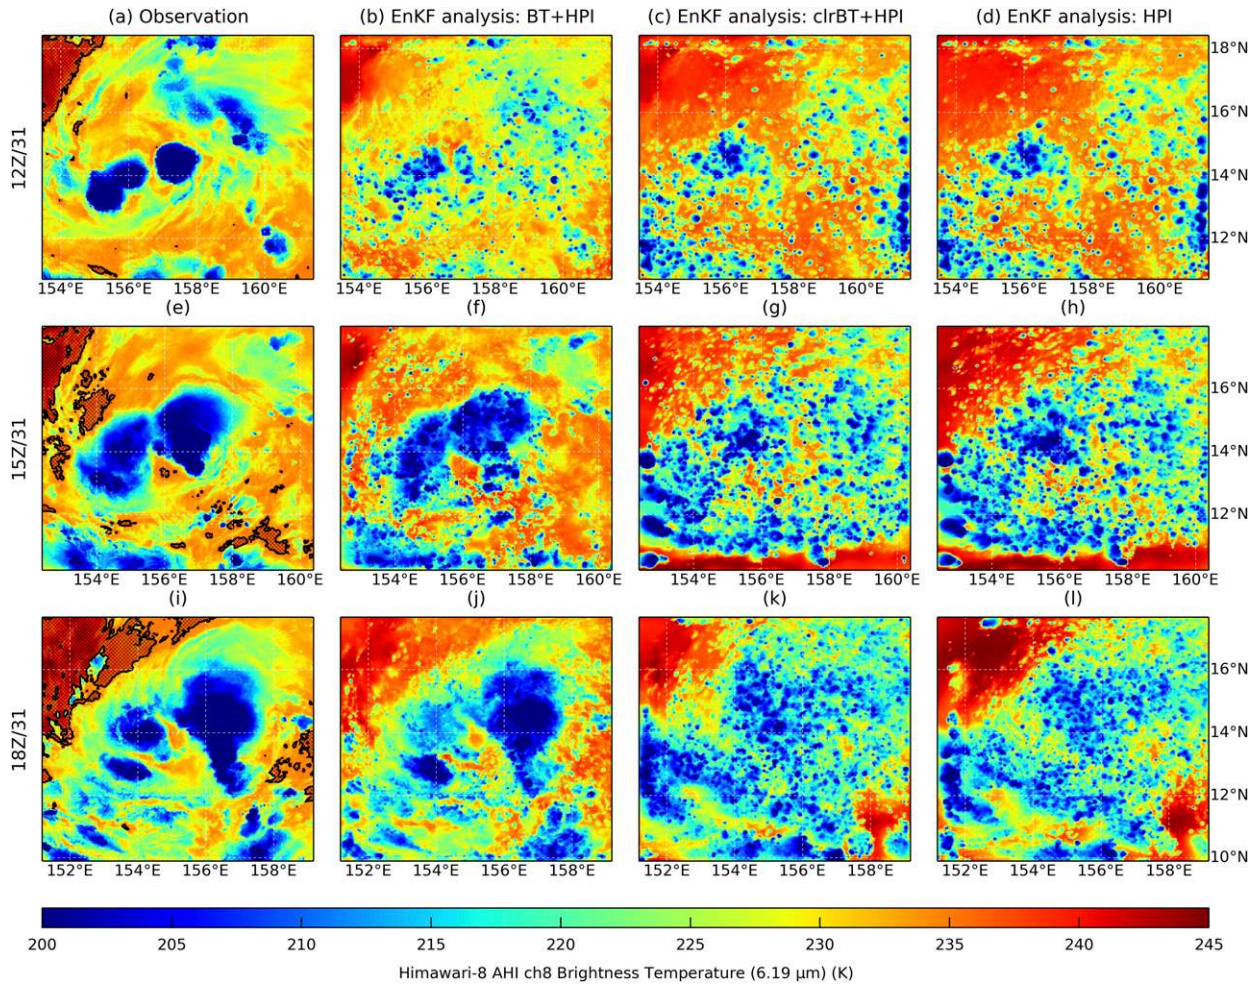 (a) Observation (b) EnKF analysis: BT+HPI (c) EnKF analysis: clrBT+HPI (d) EnKF analysis: HPI
18°N
16°N
12Z/31
14°N
12°N
154°E 156°E 158°E 160°E 154°E 156°E 158°E 160°E 154°E 156°E 158°E 160°E 154°E 156°E 158°E 160°E
(e) (f) (g) (h)
16°N
15Z/31
14°N
12°N
154°E 156°E 158°E 160°E 154°E 156°E 158°E 160°E 154°E 156°E 158°E 160°E 154°E 156°E 158°E 160°E
(i) (j) (k) (l)
16°N
18Z/31
14°N
12°N
10°N
152°E 154°E 156°E 158°E 152°E 154°E 156°E 158°E 152°E 154°E 156°E 158°E 152°E 154°E 156°E 158°E
200 205 210 215 220 225 230 235 240 245
Himawari-8 AHI ch8 Brightness Temperature (6.19 μm) (K)